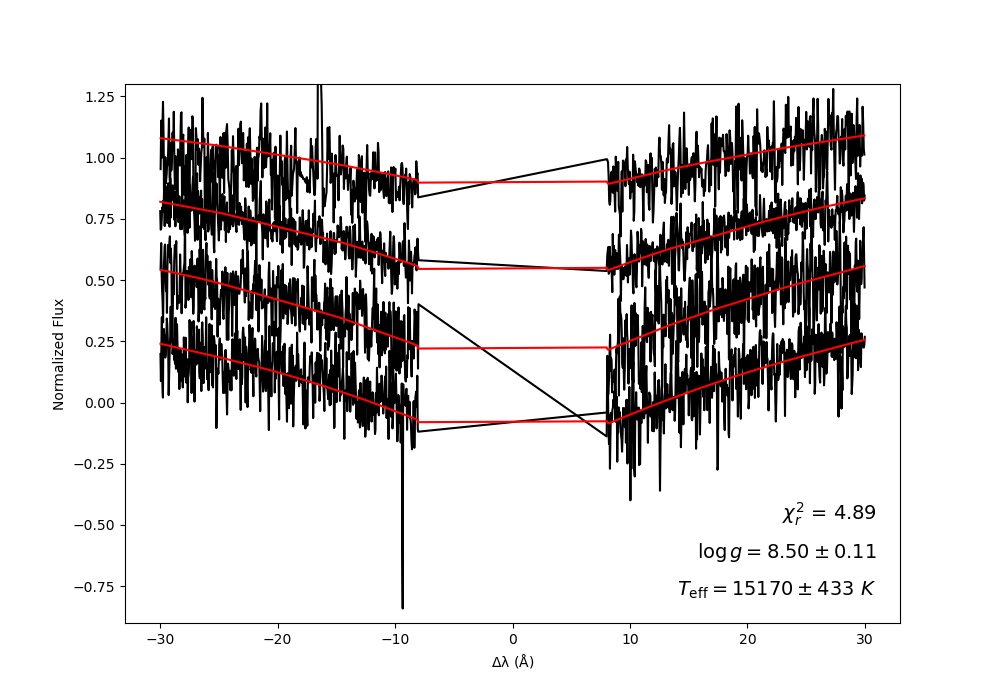 1.25
1.00
0.75
0.50
0.25
0.00
−0.25
−0.50
−0.75
Normalized Flux
χ²ᵣ = 4.89
log g = 8.50 ± 0.11
T_eff = 15170 ± 433 K
−30 −20 −10 0 10 20 30
Δλ (Å)